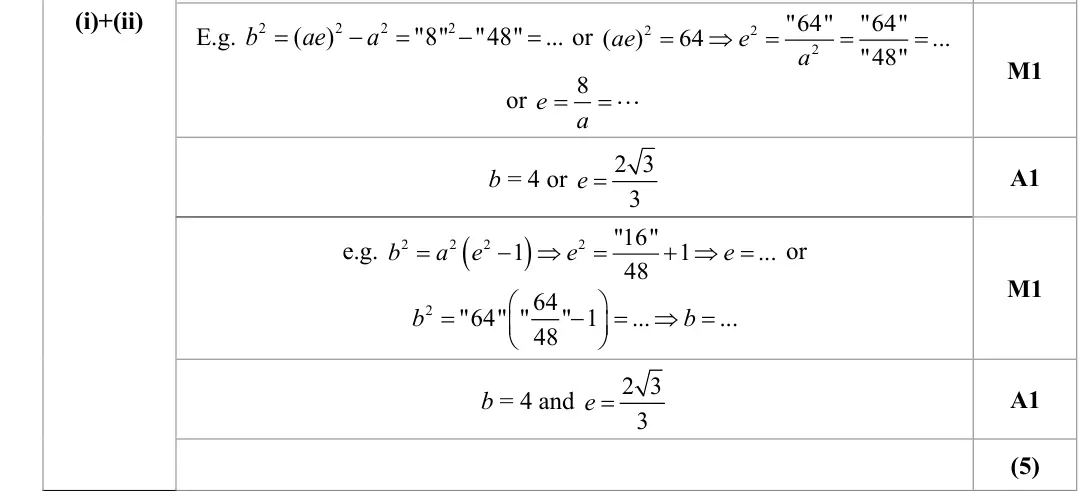 (i)+(ii)
E.g. b² = (ae)² − a² = "8"² − "48" = ... or (ae)² = 64 ⇒ e² = "64"/a² = "64"/"48" = ...
or e = 8/a = ⋯
M1
b = 4 or e = 2√3/3
A1
e.g. b² = a²(e² − 1) ⇒ e² = "16"/48 + 1 ⇒ e = ... or
b² = "64"("64/48" − 1) = ... ⇒ b = ...
M1
b = 4 and e = 2√3/3
A1
(5)